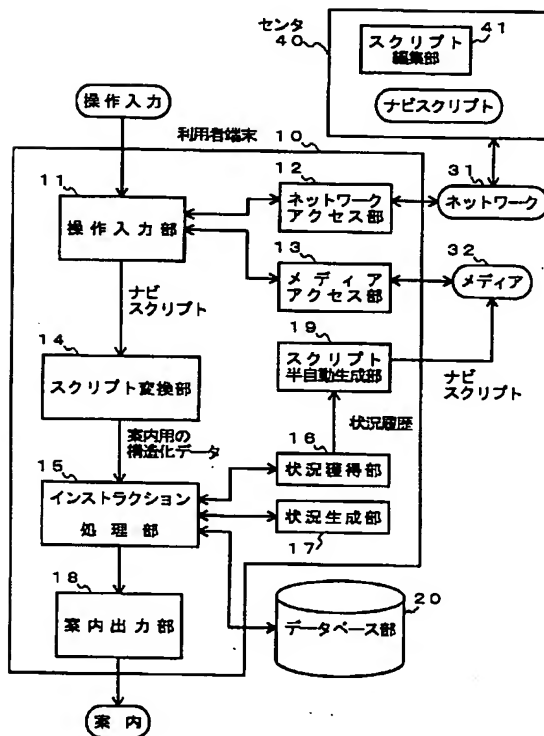 センタ
40
スクリプト
編集部
41
ナビスクリプト
操作入力
利用者端末
10
11
操作入力部
12
ネットワーク
アクセス部
31
ネットワーク
13
メディア
アクセス部
32
メディア
ナビ
スクリプト
19
スクリプト
半自動生成部
ナビ
スクリプト
14
スクリプト変換部
状況履歴
案内用の
構造化データ
16
状況獲得部
15
インストラクション
処理部
状況生成部
17
18
案内出力部
20
データベース部
案内